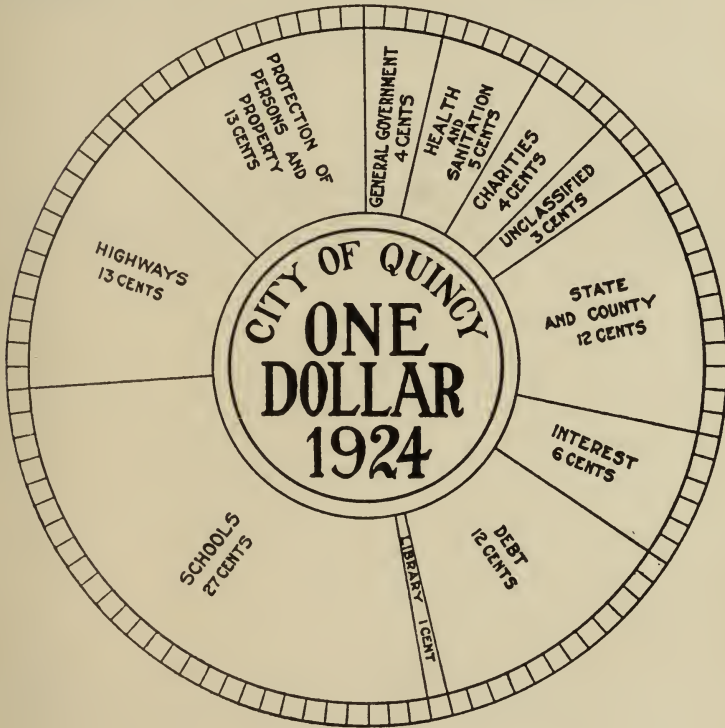 CITY OF QUINCY
ONE
DOLLAR
1924
GENERAL GOVERNMENT
4 CENTS
HEALTH
AND
SANITATION
5 CENTS
CHARITIES
4 CENTS
UNCLASSIFIED
3 CENTS
STATE
AND COUNTY
12 CENTS
INTEREST
6 CENTS
DEBT
12 CENTS
LIBRARY 1 CENT
SCHOOLS
27 CENTS
HIGHWAYS
13 CENTS
PROTECTION OF
PERSONS AND
PROPERTY
13 CENTS